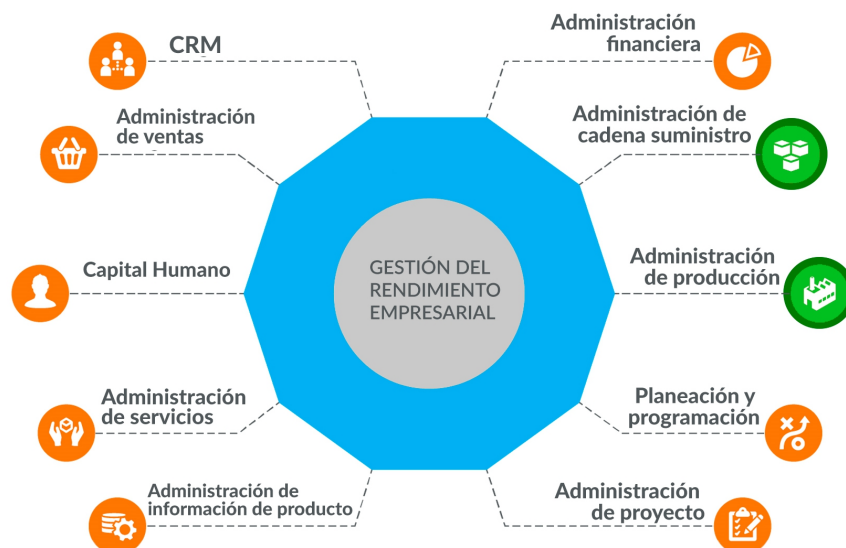 CRM
Administración
de ventas
Capital Humano
Administración
de servicios
Administración de
información de producto
GESTIÓN DEL
RENDIMIENTO
EMPRESARIAL
Administración
financiera
Administración de
cadena suministro
Administración
de producción
Planeación y
programación
Administración
de proyecto